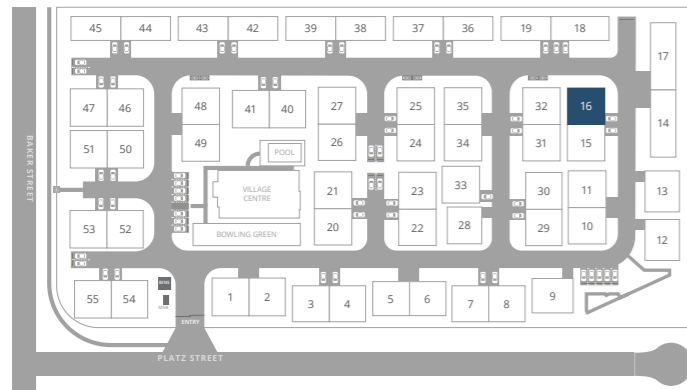 45 44 43 42 39 38 37 36 19 18
17
47 46 48 41 40 27 25 35 32 16
14
51 50 49 26 24 34 31 15
POOL
BAKER STREET
VILLAGE
CENTRE
21 23 33 30 11 13
53 52 20 22 28 29 10 12
BOWLING GREEN
55 54 1 2 3 4 5 6 7 8 9
ENTRY
PLATZ STREET